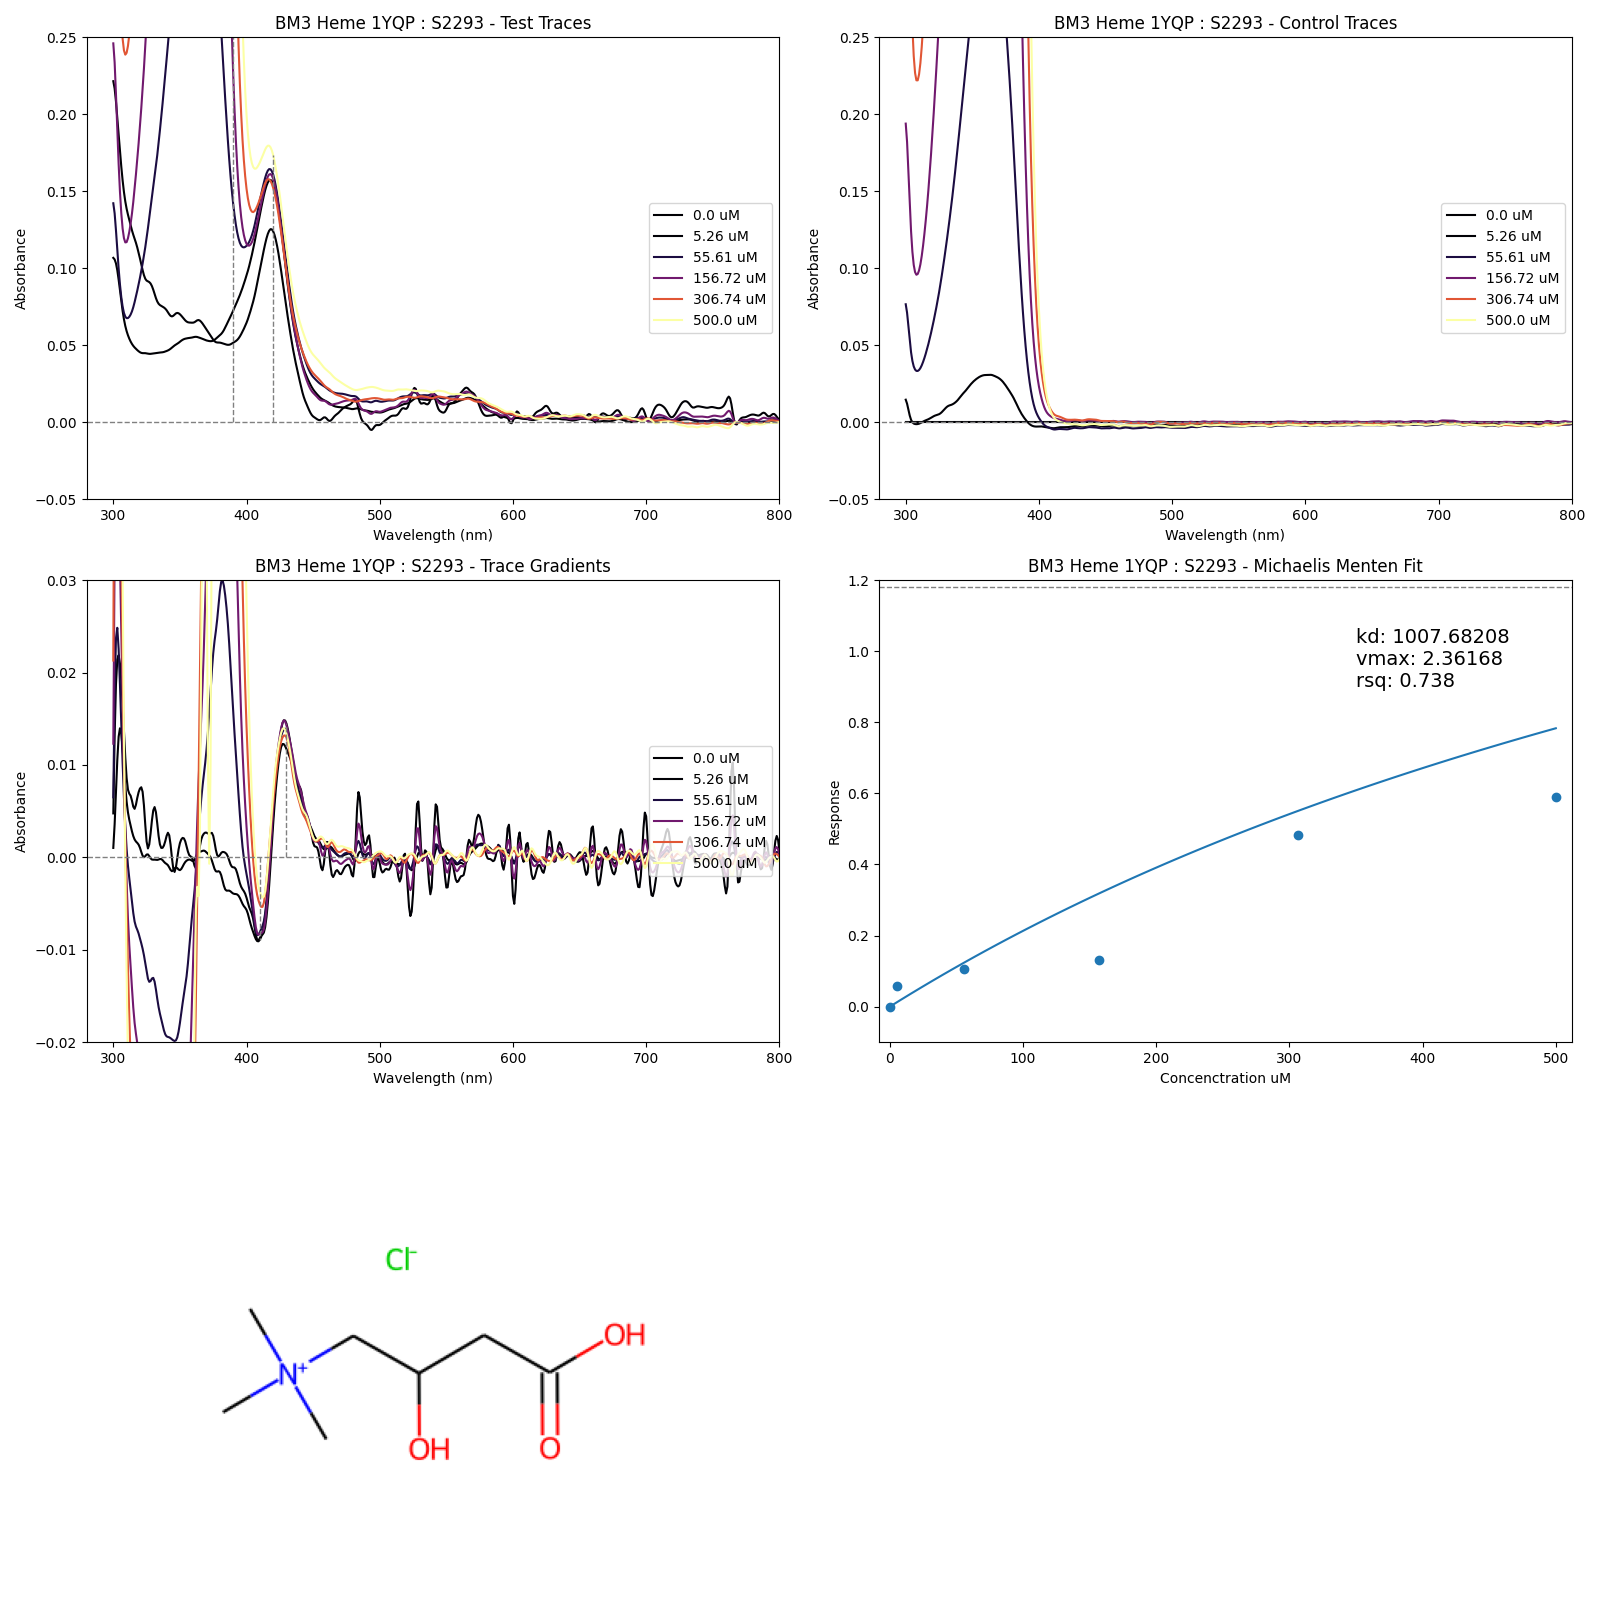 BM3 Heme 1YQP : S2293 - Test Traces
0.25
0.20
0.15
0.10
0.05
0.00
−0.05
Absorbance
300 400 500 600 700 800
Wavelength (nm)
0.0 uM
5.26 uM
55.61 uM
156.72 uM
306.74 uM
500.0 uM
BM3 Heme 1YQP : S2293 - Control Traces
0.25
0.20
0.15
0.10
0.05
0.00
−0.05
Absorbance
300 400 500 600 700 800
Wavelength (nm)
0.0 uM
5.26 uM
55.61 uM
156.72 uM
306.74 uM
500.0 uM
BM3 Heme 1YQP : S2293 - Trace Gradients
0.03
0.02
0.01
0.00
−0.01
−0.02
Absorbance
300 400 500 600 700 800
Wavelength (nm)
0.0 uM
5.26 uM
55.61 uM
156.72 uM
306.74 uM
500.0 uM
BM3 Heme 1YQP : S2293 - Michaelis Menten Fit
1.2
1.0
0.8
0.6
0.4
0.2
0.0
Response
0 100 200 300 400 500
Concenctration uM
kd: 1007.68208
vmax: 2.36168
rsq: 0.738
Cl⁻
OH
N⁺
OH
O